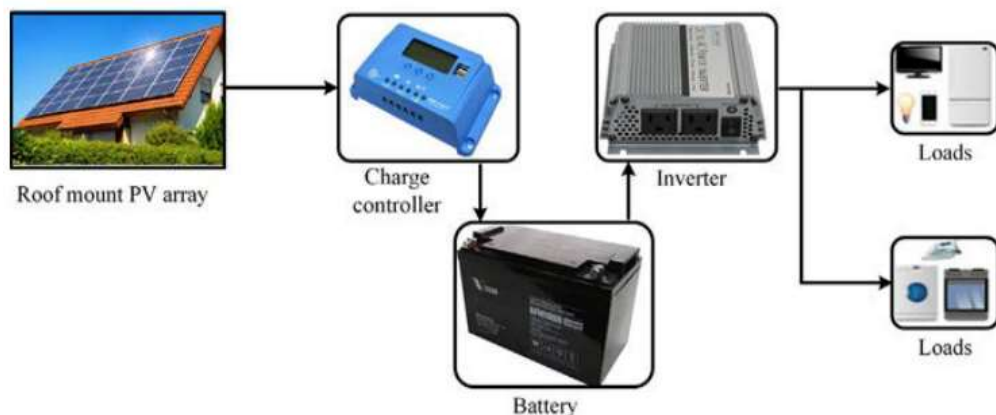 Roof mount PV array
Charge
controller
Inverter
Loads
Battery
Loads